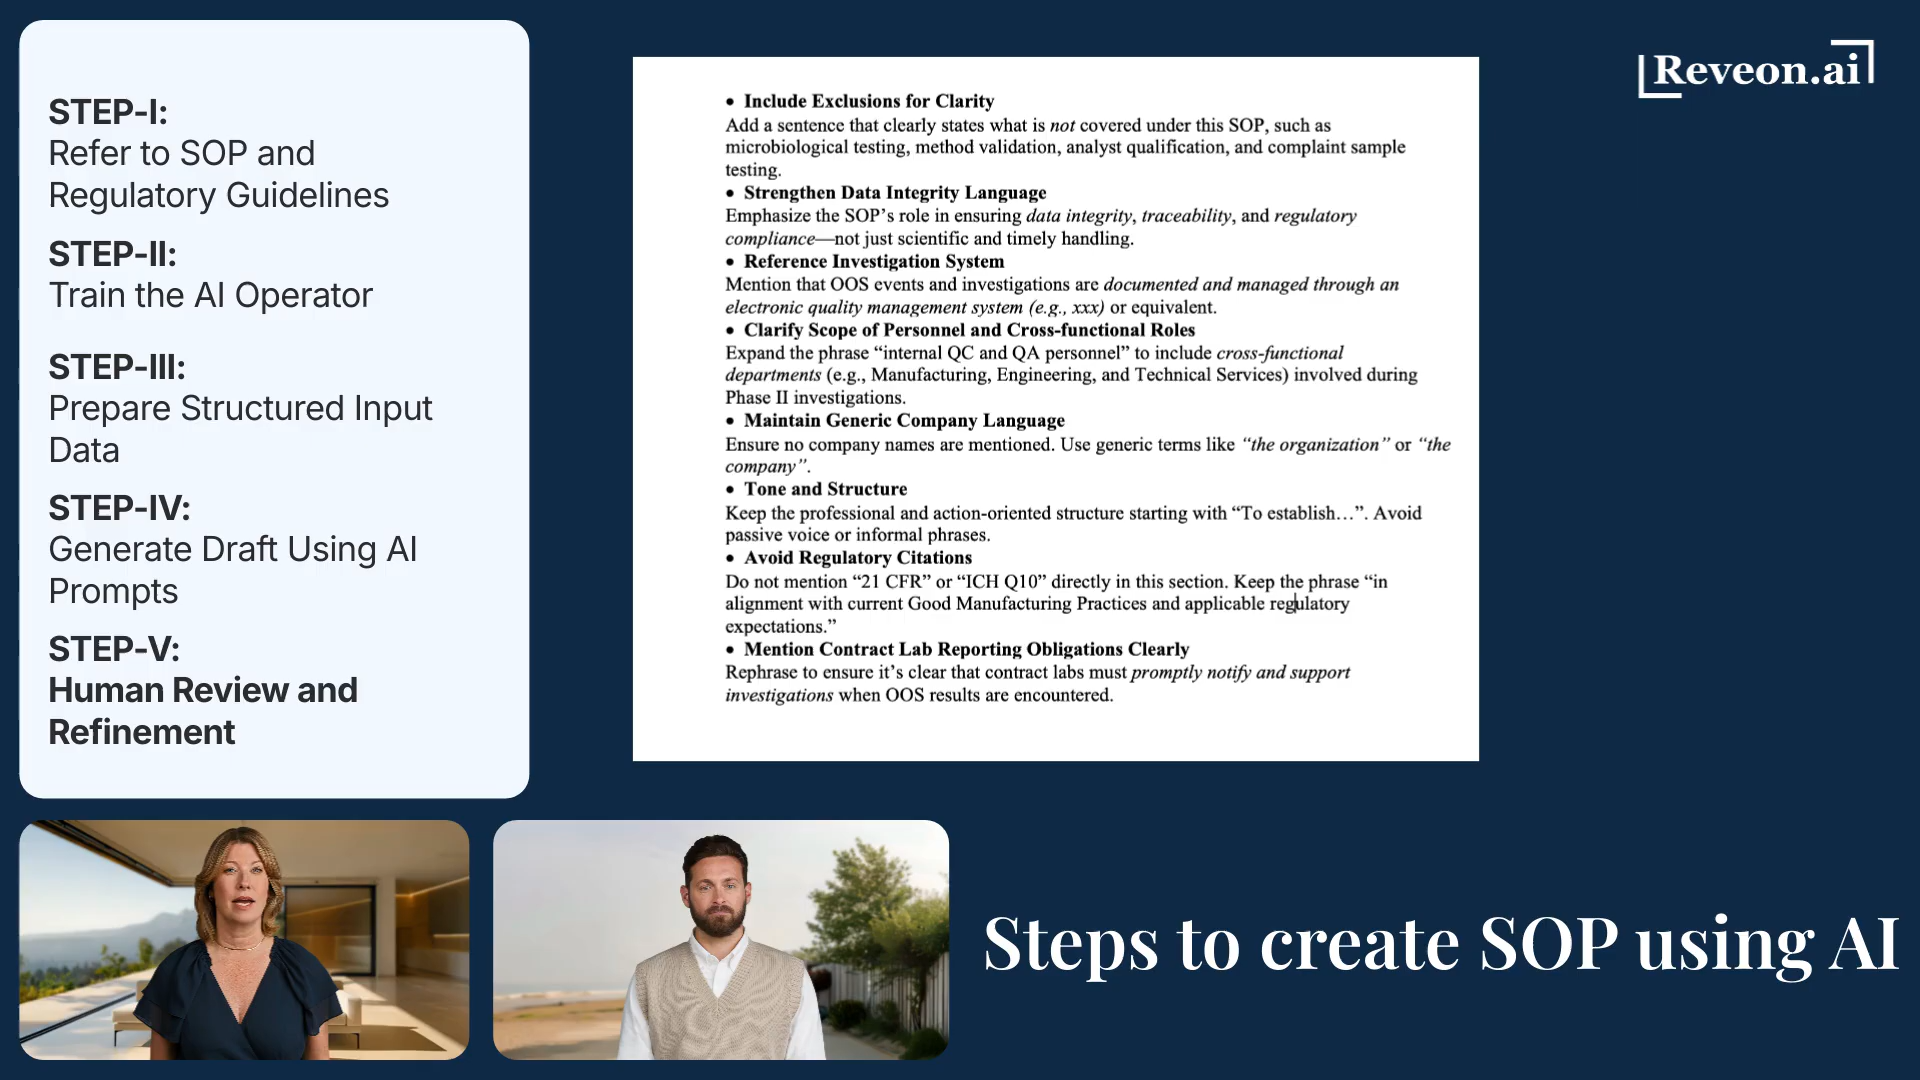 STEP-I:
Refer to SOP and
Regulatory Guidelines
STEP-II:
Train the AI Operator
STEP-III:
Prepare Structured Input
Data
STEP-IV:
Generate Draft Using AI
Prompts
STEP-V:
Human Review and
Refinement
• Include Exclusions for Clarity
Add a sentence that clearly states what is not covered under this SOP, such as
microbiological testing, method validation, analyst qualification, and complaint sample
testing.
• Strengthen Data Integrity Language
Emphasize the SOP’s role in ensuring data integrity, traceability, and regulatory
compliance—not just scientific and timely handling.
• Reference Investigation System
Mention that OOS events and investigations are documented and managed through an
electronic quality management system (e.g., xxx) or equivalent.
• Clarify Scope of Personnel and Cross-functional Roles
Expand the phrase “internal QC and QA personnel” to include cross-functional
departments (e.g., Manufacturing, Engineering, and Technical Services) involved during
Phase II investigations.
• Maintain Generic Company Language
Ensure no company names are mentioned. Use generic terms like “the organization” or “the
company”.
• Tone and Structure
Keep the professional and action-oriented structure starting with “To establish…”. Avoid
passive voice or informal phrases.
• Avoid Regulatory Citations
Do not mention “21 CFR” or “ICH Q10” directly in this section. Keep the phrase “in
alignment with current Good Manufacturing Practices and applicable regulatory
expectations.”
• Mention Contract Lab Reporting Obligations Clearly
Rephrase to ensure it’s clear that contract labs must promptly notify and support
investigations when OOS results are encountered.
Reveon.ai
Steps to create SOP using AI